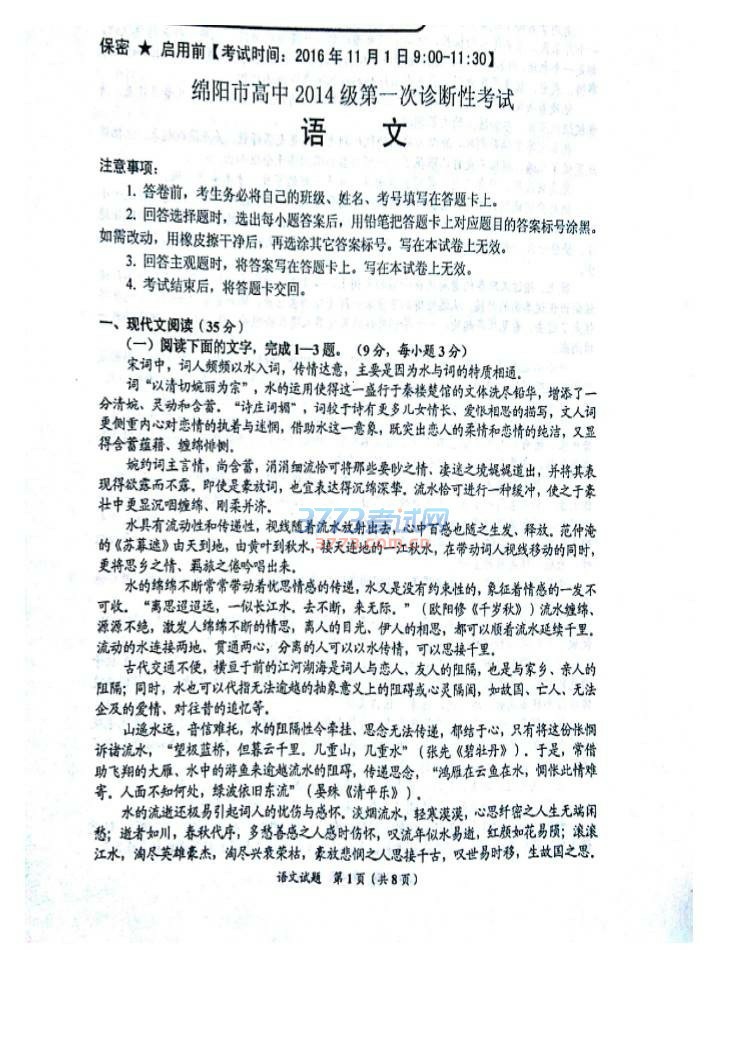 保密 ★ 启用前【考试时间：2016年11月1日9:00-11:30】
绵阳市高中2014级第一次诊断性考试
语 文
注意事项：
1. 答卷前，考生务必将自己的班级、姓名、考号填写在答题卡上。
2. 回答选择题时，选出每小题答案后，用铅笔把答题卡上对应题目的答案标号涂黑。
如需改动，用橡皮擦干净后，再选涂其它答案标号。写在本试卷上无效。
3. 回答主观题时，将答案写在答题卡上。写在本试卷上无效。
4. 考试结束后，将答题卡交回。
一、现代文阅读（35分）
（一）阅读下面的文字，完成1—3题。（9分，每小题3分）
宋词中，词人频频以水入词，传情达意，主要是因为水与词的特质相通。
词“以清切婉丽为宗”，水的运用使得这一盛行于秦楼楚馆的文体洗尽铅华，增添了一
分清婉、灵动和含蓄。“诗庄词媚”，词较于诗有更多儿女情长、爱恨相思的描写，文人词
更侧重内心对恋情的执着与迷惘，借助水这一意象，既突出恋人的柔情和恋情的纯洁，又显
得含蓄蕴藉、缠绵悱恻。
婉约词主言情，尚含蓄，涓涓细流恰可将那些要眇之情、凄迷之境娓娓道出，并将其表
现得欲露而不露。即使是豪放词，也宜表达得沉绵深挚。流水恰可进行一种缓冲，使之于豪
壮中更显沉咽缠绵、刚柔并济。
水具有流动性和传递性，视线随着流水放射出去，心中百感也随之生发、释放。范仲淹
的《苏幕遮》由天到地，由黄叶到秋水，接天连地的一江秋水，在带动词人视线移动的同时，
更将思乡之情、羁旅之倦吟唱出来。
水的绵绵不断常常带动着忧思情感的传递，水又是没有约束性的，象征着情感的一发不
可收。“离思迢迢远，一似长江水。去不断，来无际。”（欧阳修《千岁秋》）流水缠绵、
源源不绝，激发人绵绵不断的情思，离人的目光、伊人的相思，都可以顺着流水延续千里。
流动的水连接两地、贯通两心，分离的人可以以水传情，可以思接千里。
古代交通不便，横亘于前的江河湖海是词人与恋人、友人的阻隔，也是与家乡、亲人的
阻隔；同时，水也可以代指无法逾越的抽象意义上的阻碍或心灵隔阂，如故国、亡人、无法
企及的爱情、对往昔的追忆等。
山遥水远，音信难托，水的阻隔性令牵挂、思念无法传递，郁结于心，只有将这份怅惘
诉诸流水，“望极蓝桥，但暮云千里。几重山，几重水”（张先《碧牡丹》）。于是，常借
助飞翔的大雁、水中的游鱼来逾越流水的阻碍，传递思念，“鸿雁在云鱼在水，惆怅此情难
寄。人面不知何处，绿波依旧东流”（晏殊《清平乐》）。
水的流逝还极易引起词人的忧伤与感怀。淡烟流水，轻寒漠漠，心思纤密之人生无端闲
愁；逝者如川，春秋代序，多愁善感之人感时伤怀，叹流年似水易逝，红颜如花易陨；滚滚
江水，淘尽英雄豪杰，淘尽兴衰荣枯，豪放悲悯之人思接千古，叹世易时移，生故国之思。
语文试题 第1页（共8页）
3773考试网
3773.com.cn